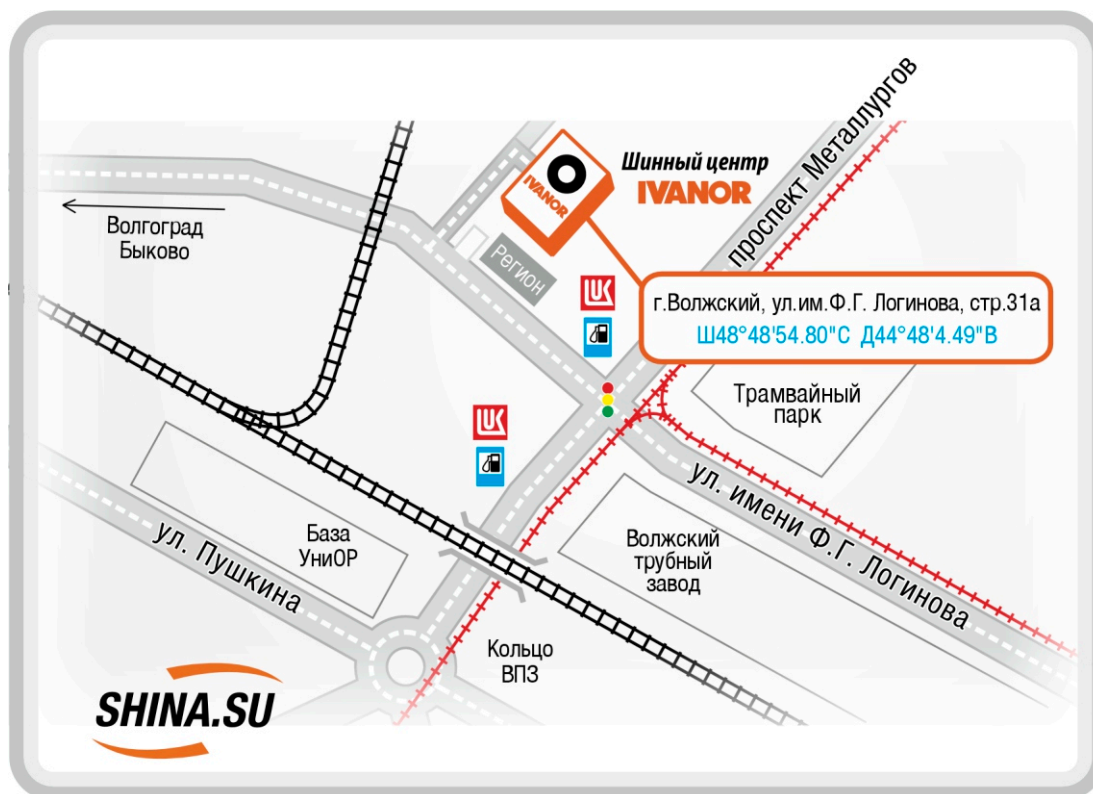 проспект Металлургов
Шинный центр
IVANOR
IVANOR
Волгоград
Быково
Регион
LUK
г.Волжский, ул.им.Ф.Г. Логинова, стр.31а
Ш48°48'54.80"С Д44°48'4.49"В
Трамвайный
парк
LUK
ул. имени Ф.Г. Логинова
База
УниОР
Волжский
трубный
завод
ул. Пушкина
Кольцо
ВПЗ
SHINA.SU